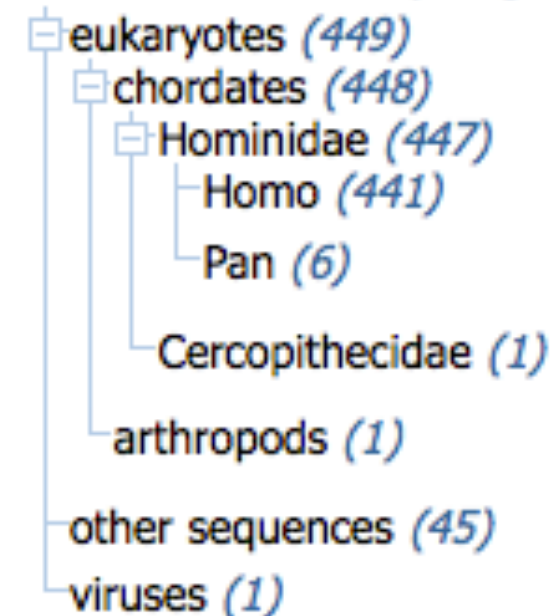 eukaryotes (449)
chordates (448)
Hominidae (447)
Homo (441)
Pan (6)
Cercopithecidae (1)
arthropods (1)
other sequences (45)
viruses (1)